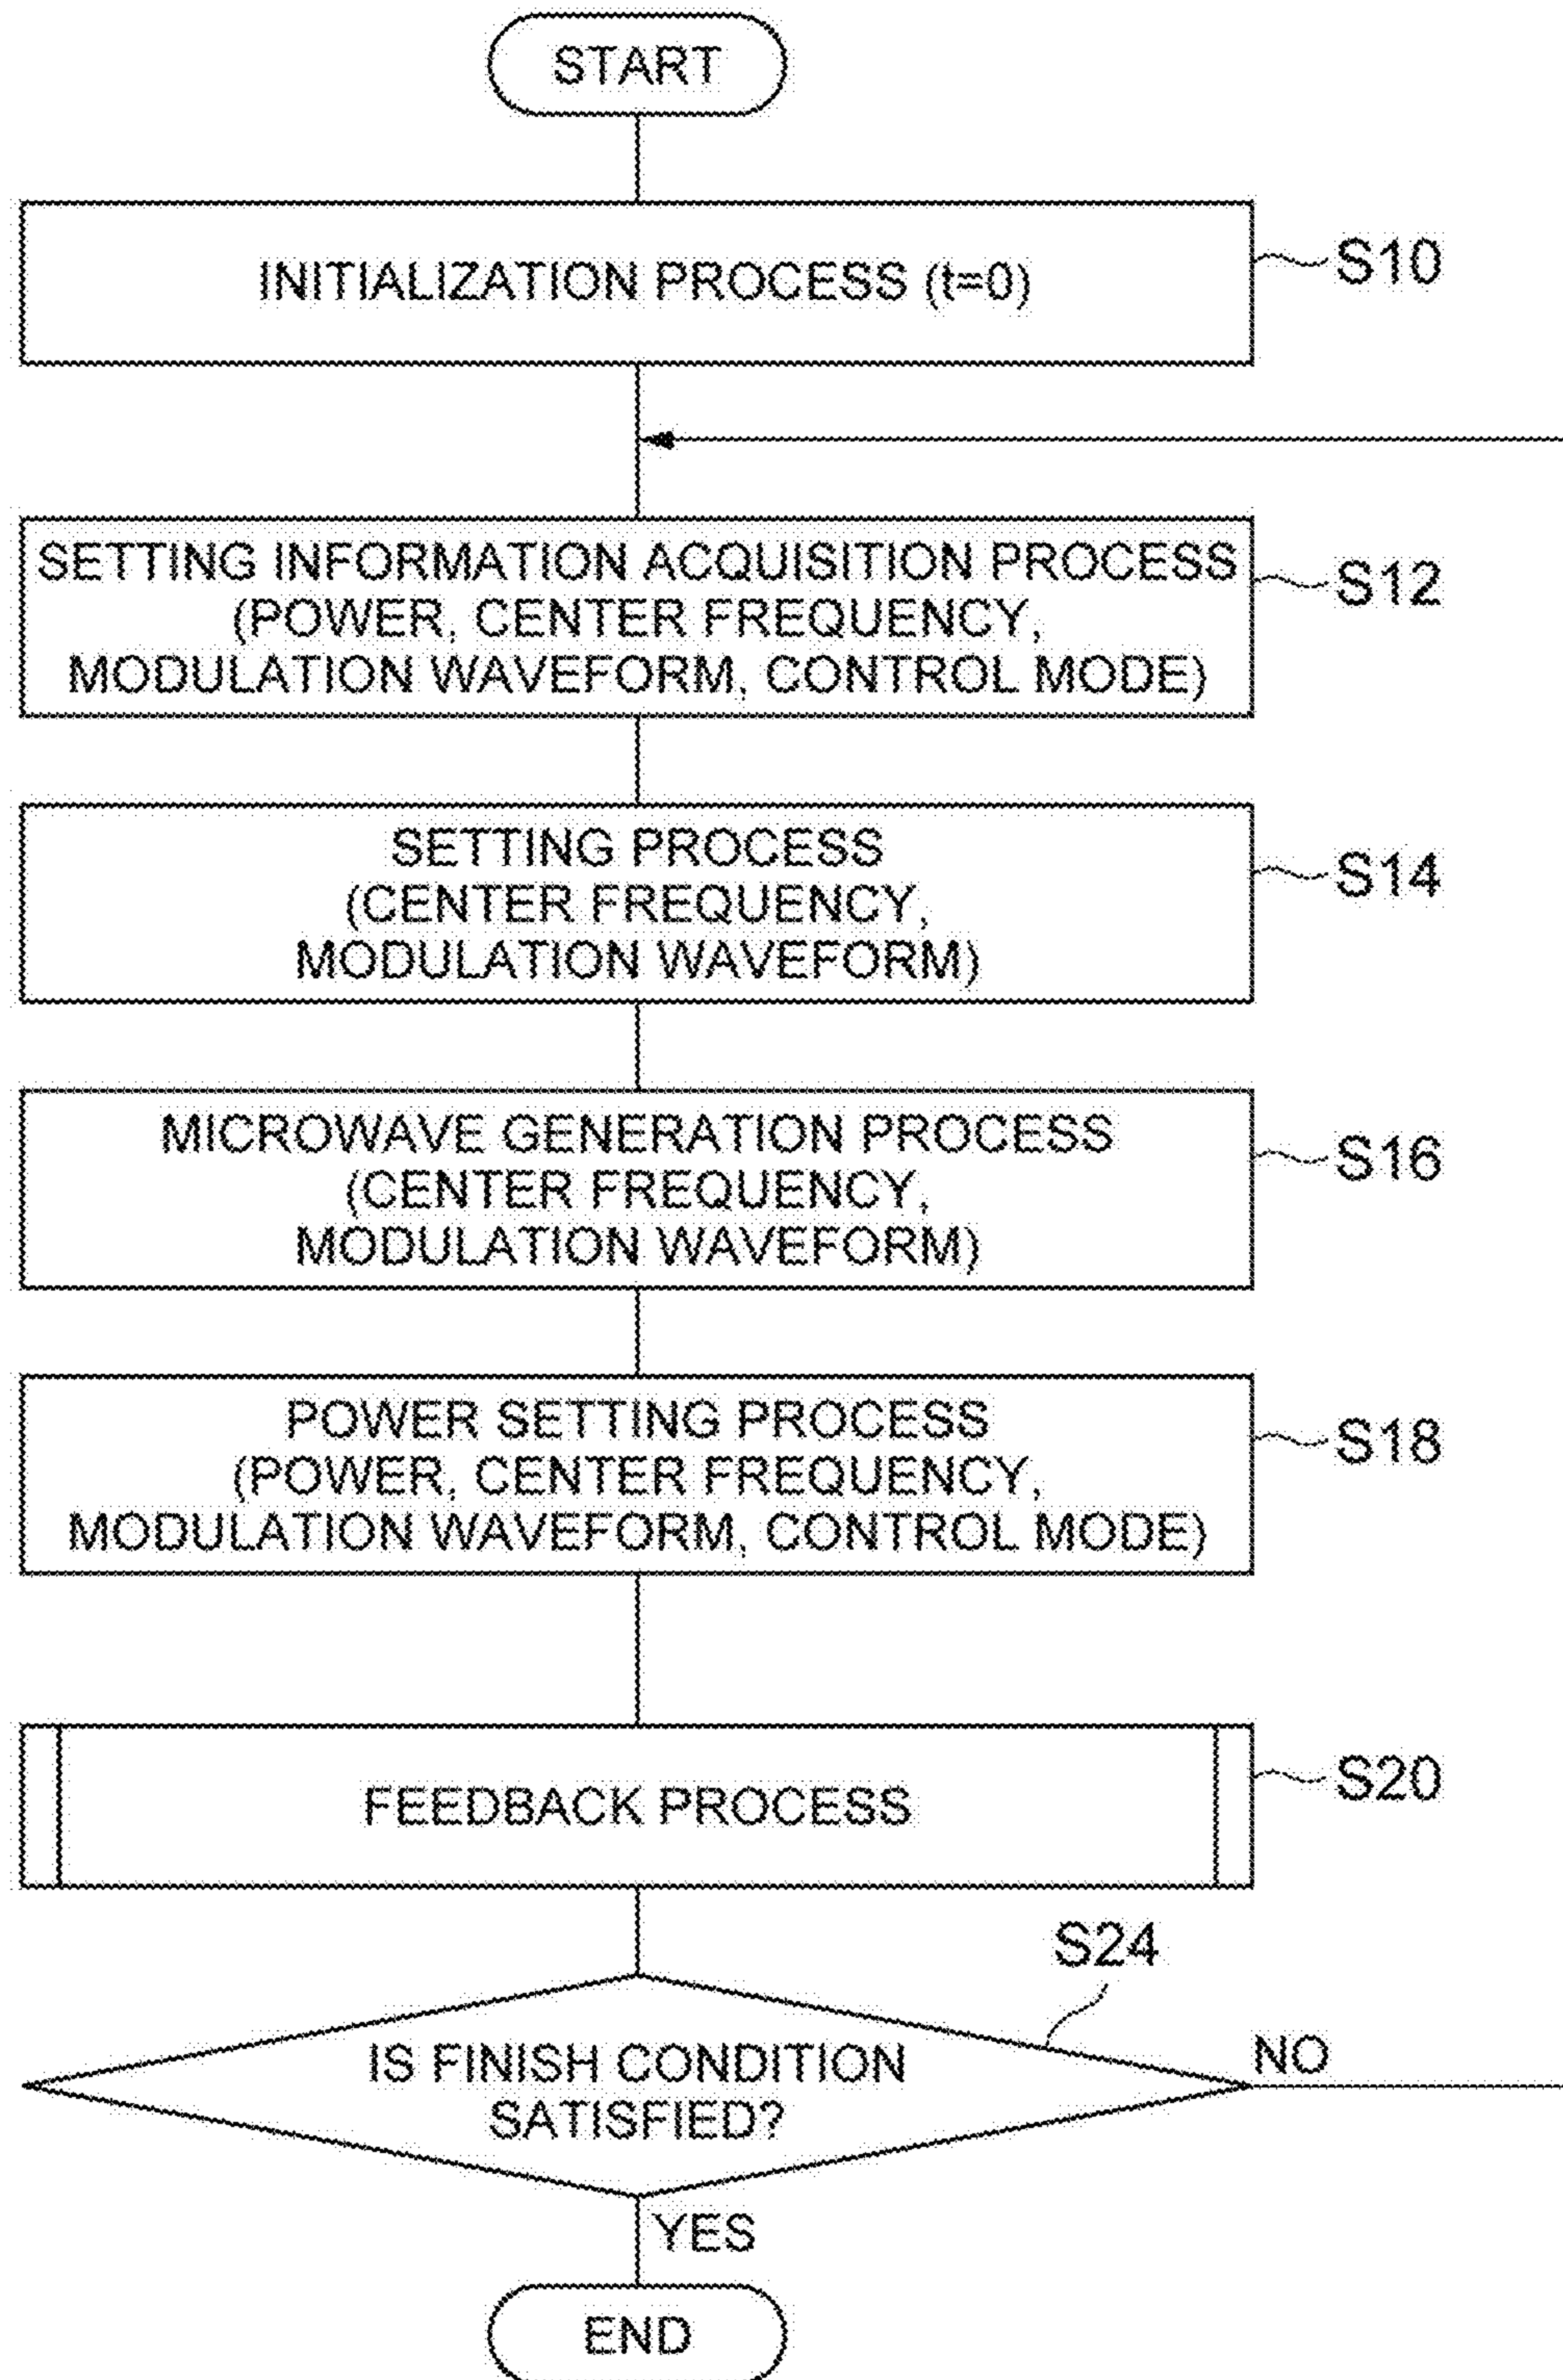 START
INITIALIZATION PROCESS (t=0)
S10
SETTING INFORMATION ACQUISITION PROCESS
(POWER, CENTER FREQUENCY,
MODULATION WAVEFORM, CONTROL MODE)
S12
SETTING PROCESS
(CENTER FREQUENCY,
MODULATION WAVEFORM)
S14
MICROWAVE GENERATION PROCESS
(CENTER FREQUENCY,
MODULATION WAVEFORM)
S16
POWER SETTING PROCESS
(POWER, CENTER FREQUENCY,
MODULATION WAVEFORM, CONTROL MODE)
S18
FEEDBACK PROCESS
S20
S24
IS FINISH CONDITION
SATISFIED?
NO
YES
END